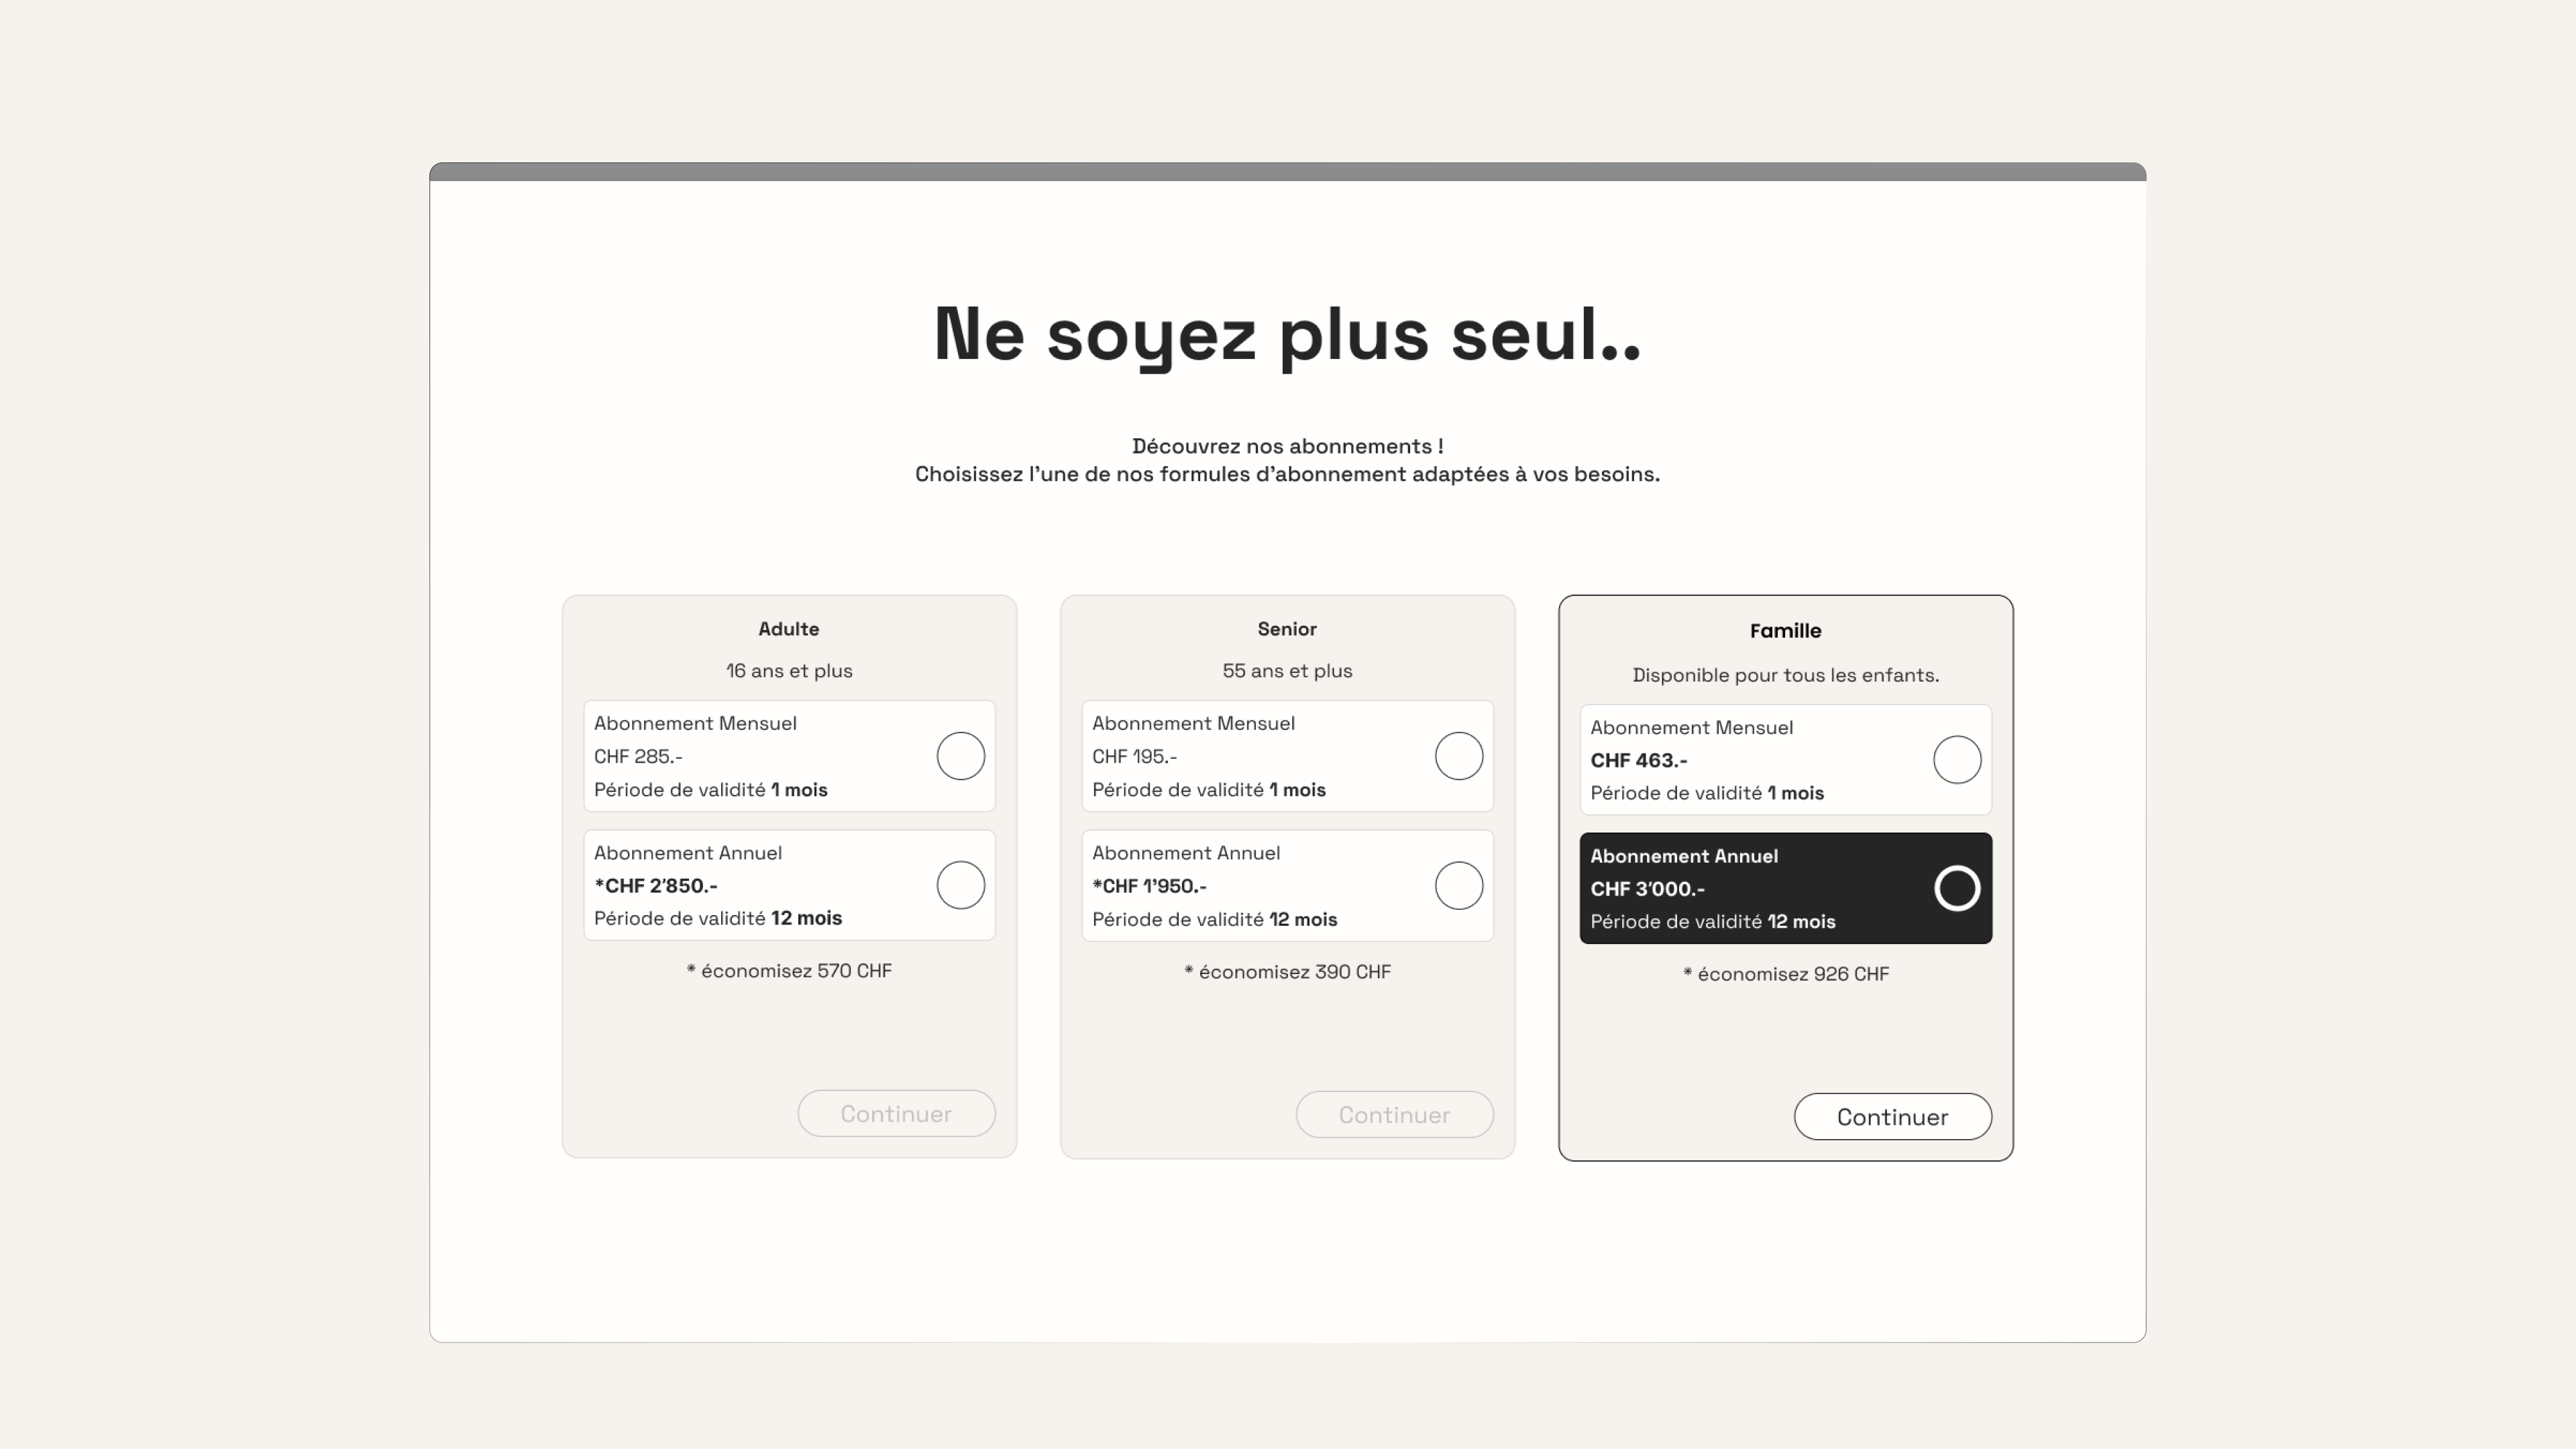 Ne soyez plus seul..
Découvrez nos abonnements !
Choisissez l'une de nos formules d'abonnement adaptées à vos besoins.
Adulte
16 ans et plus
Abonnement Mensuel
CHF 285.-
Période de validité 1 mois
Abonnement Annuel
*CHF 2'850.-
Période de validité 12 mois
* économisez 570 CHF
Continuer
Senior
55 ans et plus
Abonnement Mensuel
CHF 195.-
Période de validité 1 mois
Abonnement Annuel
*CHF 1'950.-
Période de validité 12 mois
* économisez 390 CHF
Continuer
Famille
Disponible pour tous les enfants.
Abonnement Mensuel
CHF 463.-
Période de validité 1 mois
Abonnement Annuel
CHF 3'000.-
Période de validité 12 mois
* économisez 926 CHF
Continuer